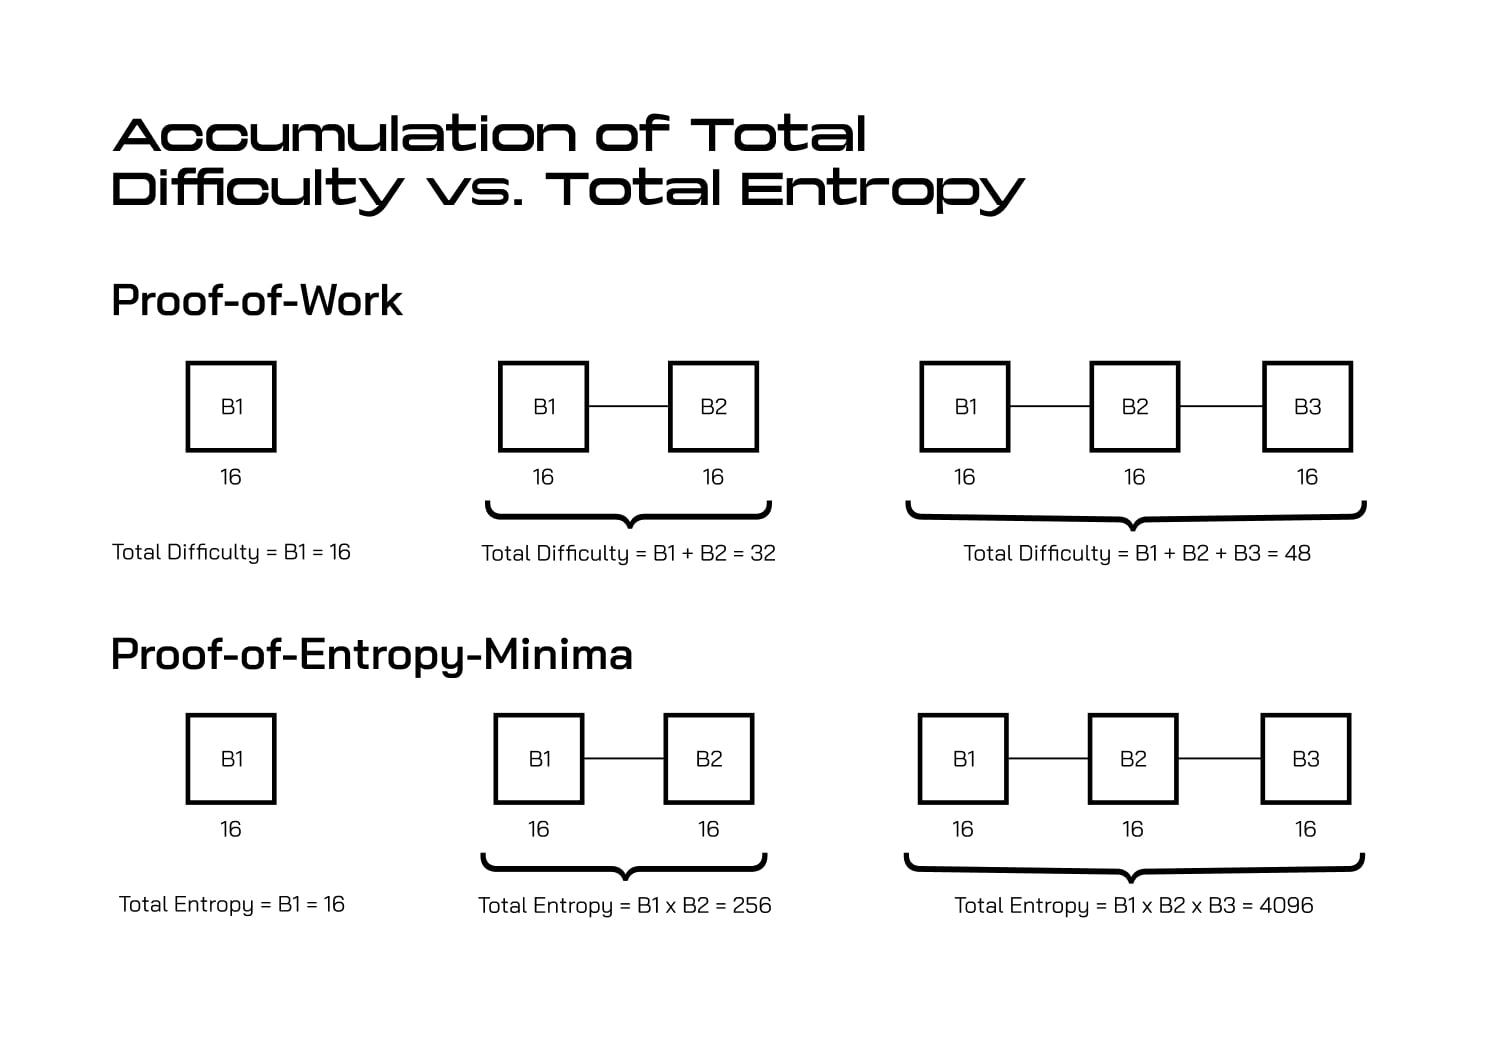 Accumulation of Total
Difficulty vs. Total Entropy
Proof-of-Work
B1
B1
B2
B1
B2
B3
16
16
16
16
16
16
Total Difficulty = B1 = 16
Total Difficulty = B1 + B2 = 32
Total Difficulty = B1 + B2 + B3 = 48
Proof-of-Entropy-Minima
B1
B1
B2
B1
B2
B3
16
16
16
16
16
16
Total Entropy = B1 = 16
Total Entropy = B1 x B2 = 256
Total Entropy = B1 x B2 x B3 = 4096